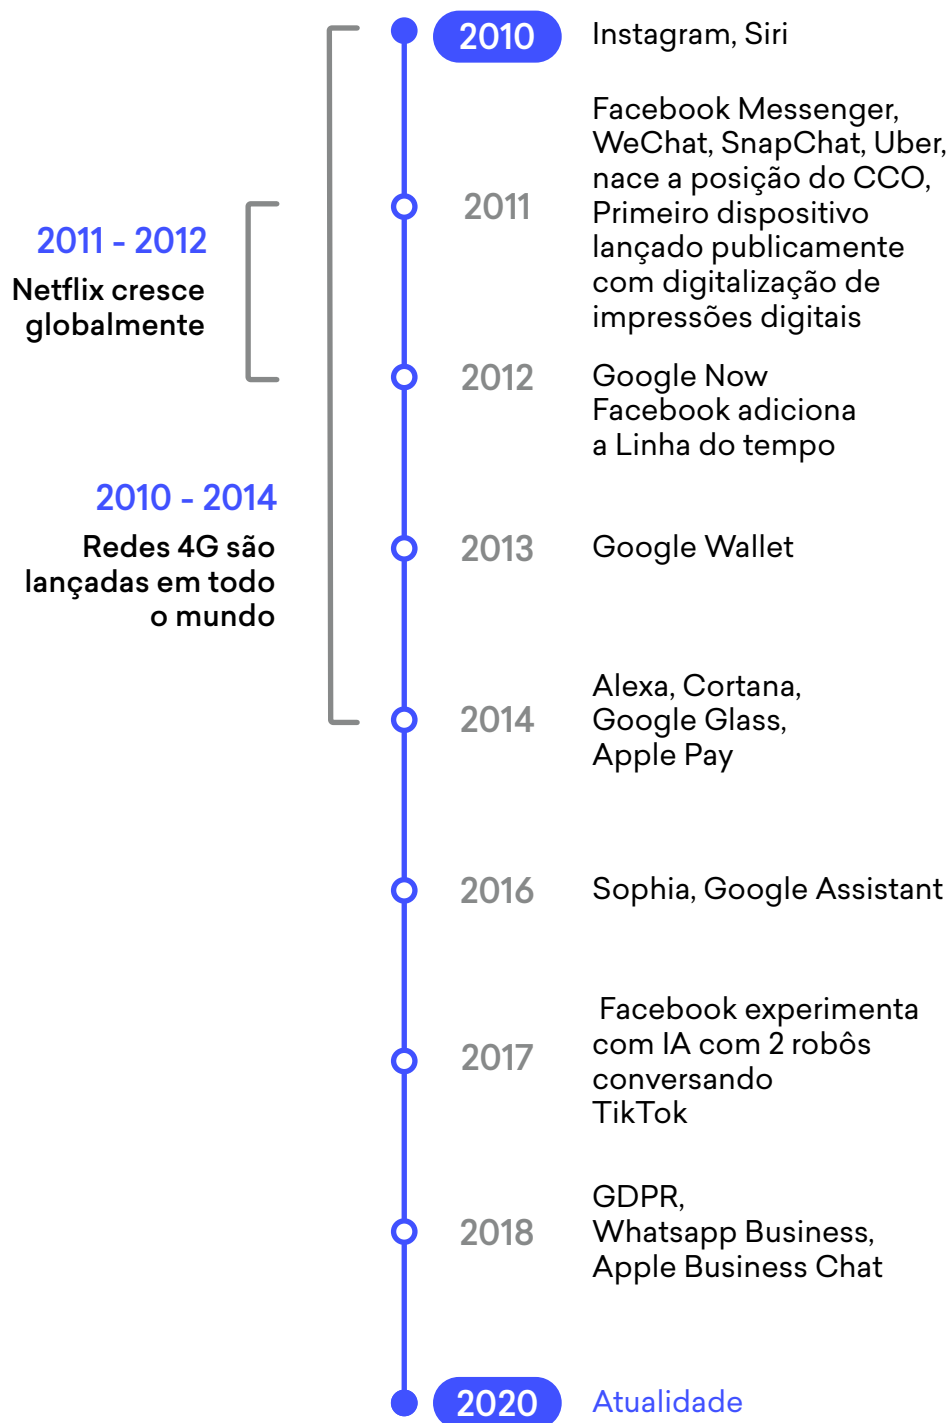 2010
Instagram, Siri
Facebook Messenger,
WeChat, SnapChat, Uber,
nace a posição do CCO,
Primeiro dispositivo
lançado publicamente
com digitalização de
impressões digitais
2011
2011 - 2012
Netflix cresce
globalmente
2012
Google Now
Facebook adiciona
a Linha do tempo
2010 - 2014
Redes 4G são
lançadas em todo
o mundo
2013
Google Wallet
2014
Alexa, Cortana,
Google Glass,
Apple Pay
2016
Sophia, Google Assistant
2017
Facebook experimenta
com IA com 2 robôs
conversando
TikTok
2018
GDPR,
Whatsapp Business,
Apple Business Chat
2020
Atualidade